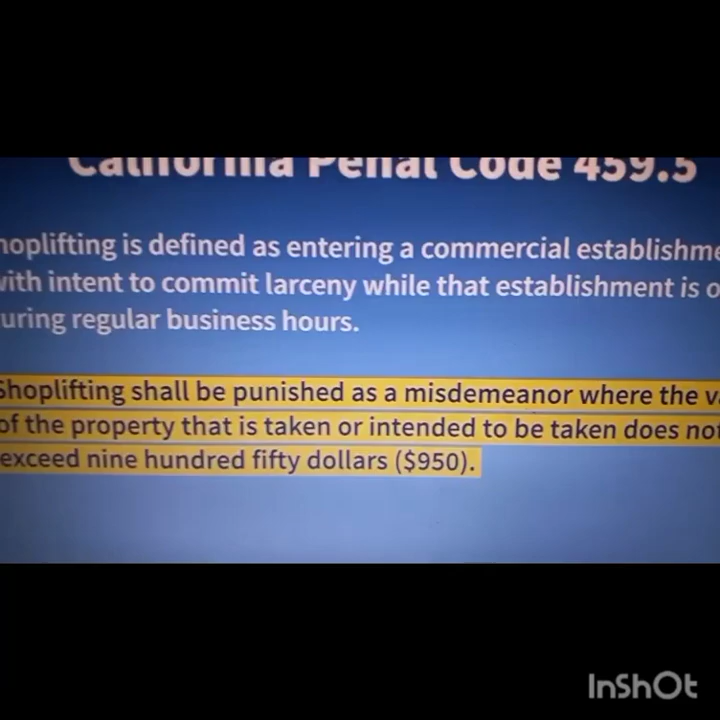 California Penal Code 459.5
hoplifting is defined as entering a commercial establishme
with intent to commit larceny while that establishment is o
uring regular business hours.
Shoplifting shall be punished as a misdemeanor where the va
of the property that is taken or intended to be taken does not
exceed nine hundred fifty dollars ($950).
InShOt